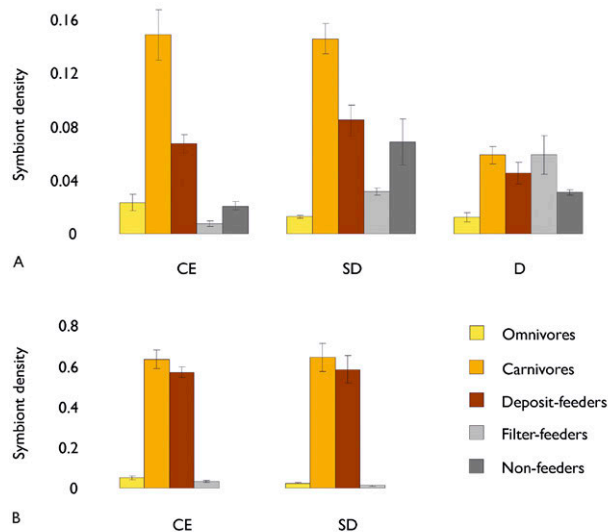 Symbiont density
0.16
0.12
0.08
0.04
0
CE
SD
D
A
Symbiont density
0.8
0.6
0.4
0.2
0
CE
SD
B
Omnivores
Carnivores
Deposit-feeders
Filter-feeders
Non-feeders